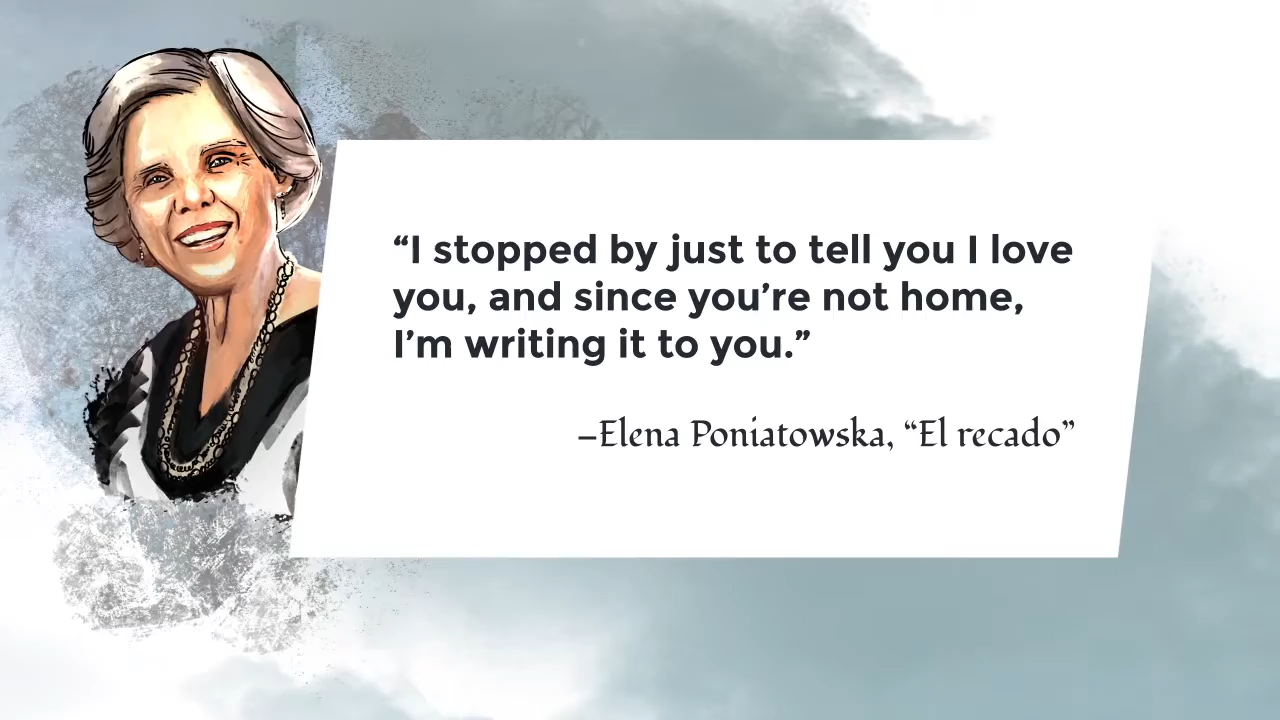 “I stopped by just to tell you I love
you, and since you’re not home,
I’m writing it to you.”
–Elena Poniatowska, “El recado”